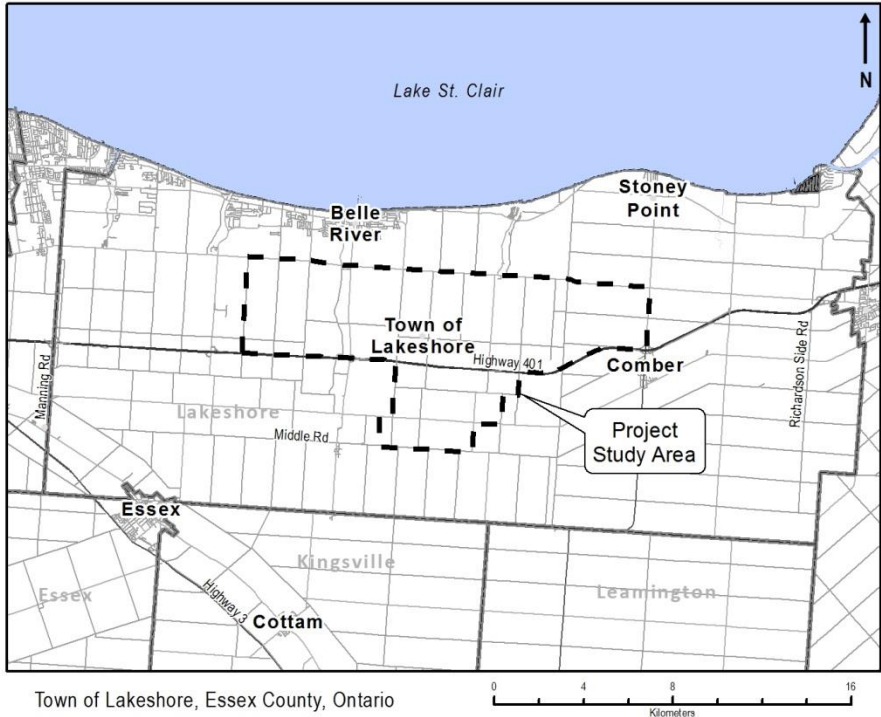 N
Lake St. Clair
Stoney
Point
Belle
River
Town of
Lakeshore
Highway 401
Comber
Manning Rd
Richardson Side Rd
Lakeshore
Middle Rd
Project
Study Area
Essex
Kingsville
Essex
Highway 3
Leamington
Cottam
Town of Lakeshore, Essex County, Ontario
0 4 8 12 16
Kilometers